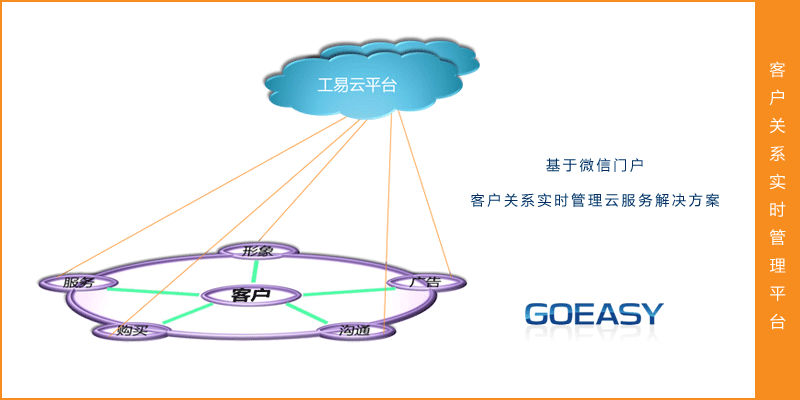 工易云平台
基于微信门户
客户关系实时管理云服务解决方案
形象
服务
客户
广告
购买
沟通
GOEASY
客户关系实时管理平台